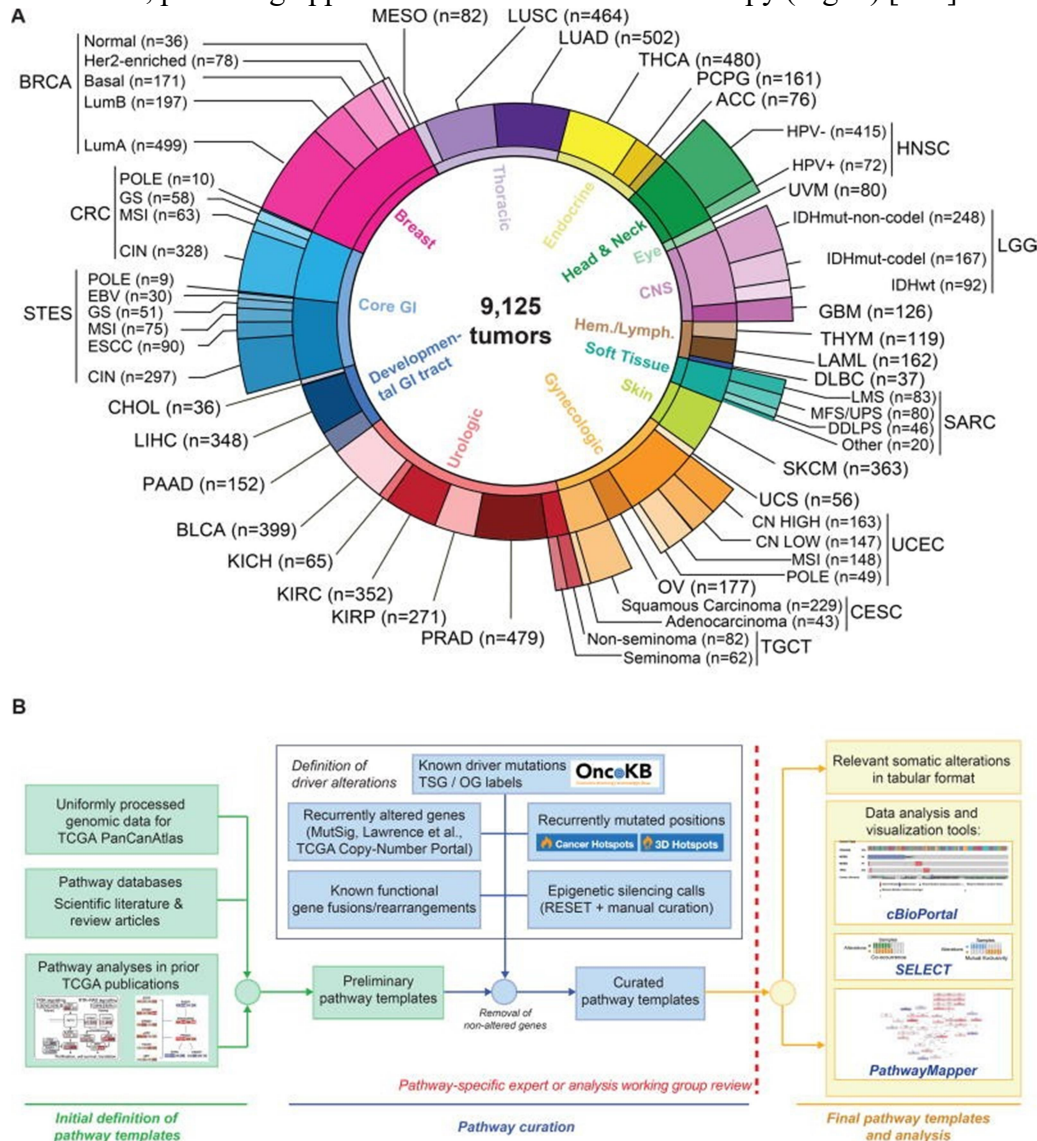 A
MESO (n=82)
LUSC (n=464)
LUAD (n=502)
THCA (n=480)
PCPG (n=161)
ACC (n=76)
BRCA
Normal (n=36)
Her2-enriched (n=78)
Basal (n=171)
LumB (n=197)
LumA (n=499)
HPV- (n=415)
HPV+ (n=72)
HNSC
UVM (n=80)
CRC
POLE (n=10)
GS (n=58)
MSI (n=63)
CIN (n=328)
IDHmut-non-codel (n=248)
IDHmut-codel (n=167)
IDHwt (n=92)
LGG
GBM (n=126)
STES
POLE (n=9)
EBV (n=30)
GS (n=51)
MSI (n=75)
ESCC (n=90)
CIN (n=297)
THYM (n=119)
LAML (n=162)
DLBC (n=37)
LMS (n=83)
MFS/UPS (n=80)
DDLPS (n=46)
Other (n=20)
SARC
CHOL (n=36)
LIHC (n=348)
PAAD (n=152)
BLCA (n=399)
KICH (n=65)
KIRC (n=352)
KIRP (n=271)
PRAD (n=479)
SKCM (n=363)
UCS (n=56)
CN HIGH (n=163)
CN LOW (n=147)
MSI (n=148)
POLE (n=49)
UCEC
OV (n=177)
Squamous Carcinoma (n=229)
Adenocarcinoma (n=43)
CESC
Non-seminoma (n=82)
Seminoma (n=62)
TGCT
Breast
Thoracic
Endocrine
Head & Neck
Eye
CNS
Core GI
9,125
tumors
Hem./Lymph.
Soft Tissue
Skin
Developmen-
tal GI tract
Urologic
Gynecologic
B
Uniformly processed
genomic data for
TCGA PanCanAtlas
Pathway databases
Scientific literature &
review articles
Pathway analyses in prior
TCGA publications
Definition of
driver alterations
Known driver mutations
TSG / OG labels
OncoKB
Recurrently altered genes
(MutSig, Lawrence et al.,
TCGA Copy-Number Portal)
Recurrently mutated positions
Cancer Hotspots
3D Hotspots
Known functional
gene fusions/rearrangements
Epigenetic silencing calls
(RESET + manual curation)
Preliminary
pathway templates
Removal of
non-altered genes
Curated
pathway templates
Pathway-specific expert or analysis working group review
Relevant somatic alterations
in tabular format
Data analysis and
visualization tools:
cBioPortal
Samples
Alterations
Co-occurrence
Samples
Mutual Exclusivity
SELECT
PathwayMapper
Initial definition of
pathway templates
Pathway curation
Final pathway templates
and analysis